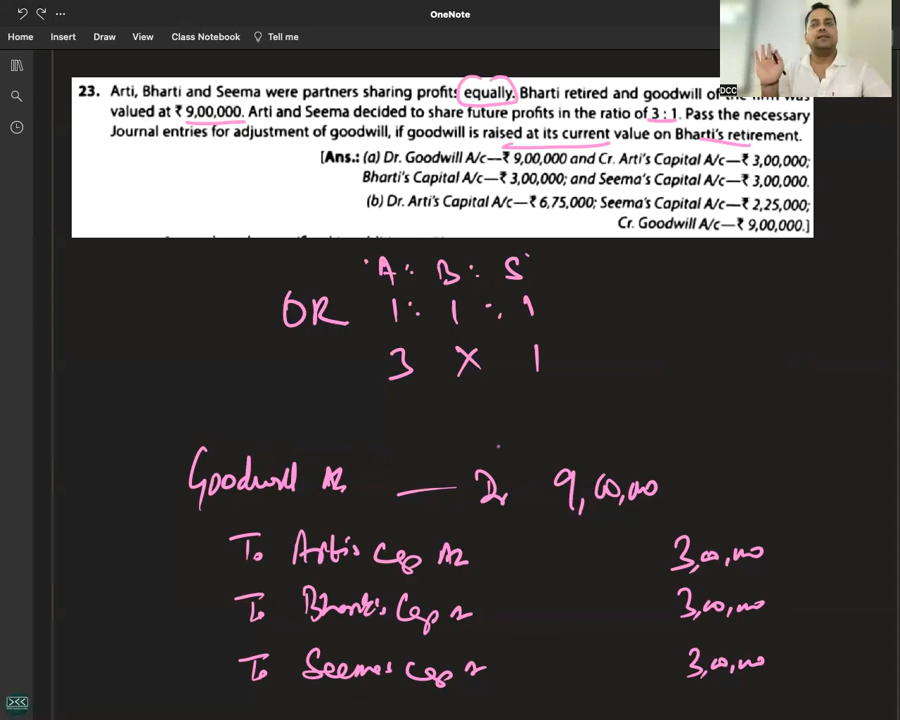 OneNote
Home Insert Draw View Class Notebook Tell me
DCC
23. Arti, Bharti and Seema were partners sharing profits equally. Bharti retired and goodwill of the firm was
valued at ₹ 9,00,000. Arti and Seema decided to share future profits in the ratio of 3 : 1. Pass the necessary
Journal entries for adjustment of goodwill, if goodwill is raised at its current value on Bharti's retirement.
[Ans.: (a) Dr. Goodwill A/c—₹ 9,00,000 and Cr. Arti's Capital A/c—₹ 3,00,000;
Bharti's Capital A/c—₹ 3,00,000; and Seema's Capital A/c—₹ 3,00,000.
(b) Dr. Arti's Capital A/c—₹ 6,75,000; Seema's Capital A/c—₹ 2,25,000;
Cr. Goodwill A/c—₹ 9,00,000.]
A : B : S
OR 1 : 1 : 1
3 X 1
Goodwill A/c — Dr 9,00,000
To Arti's Cap A/c 3,00,000
To Bharti's Cap 3,00,000
To Seema's Cap 3,00,000